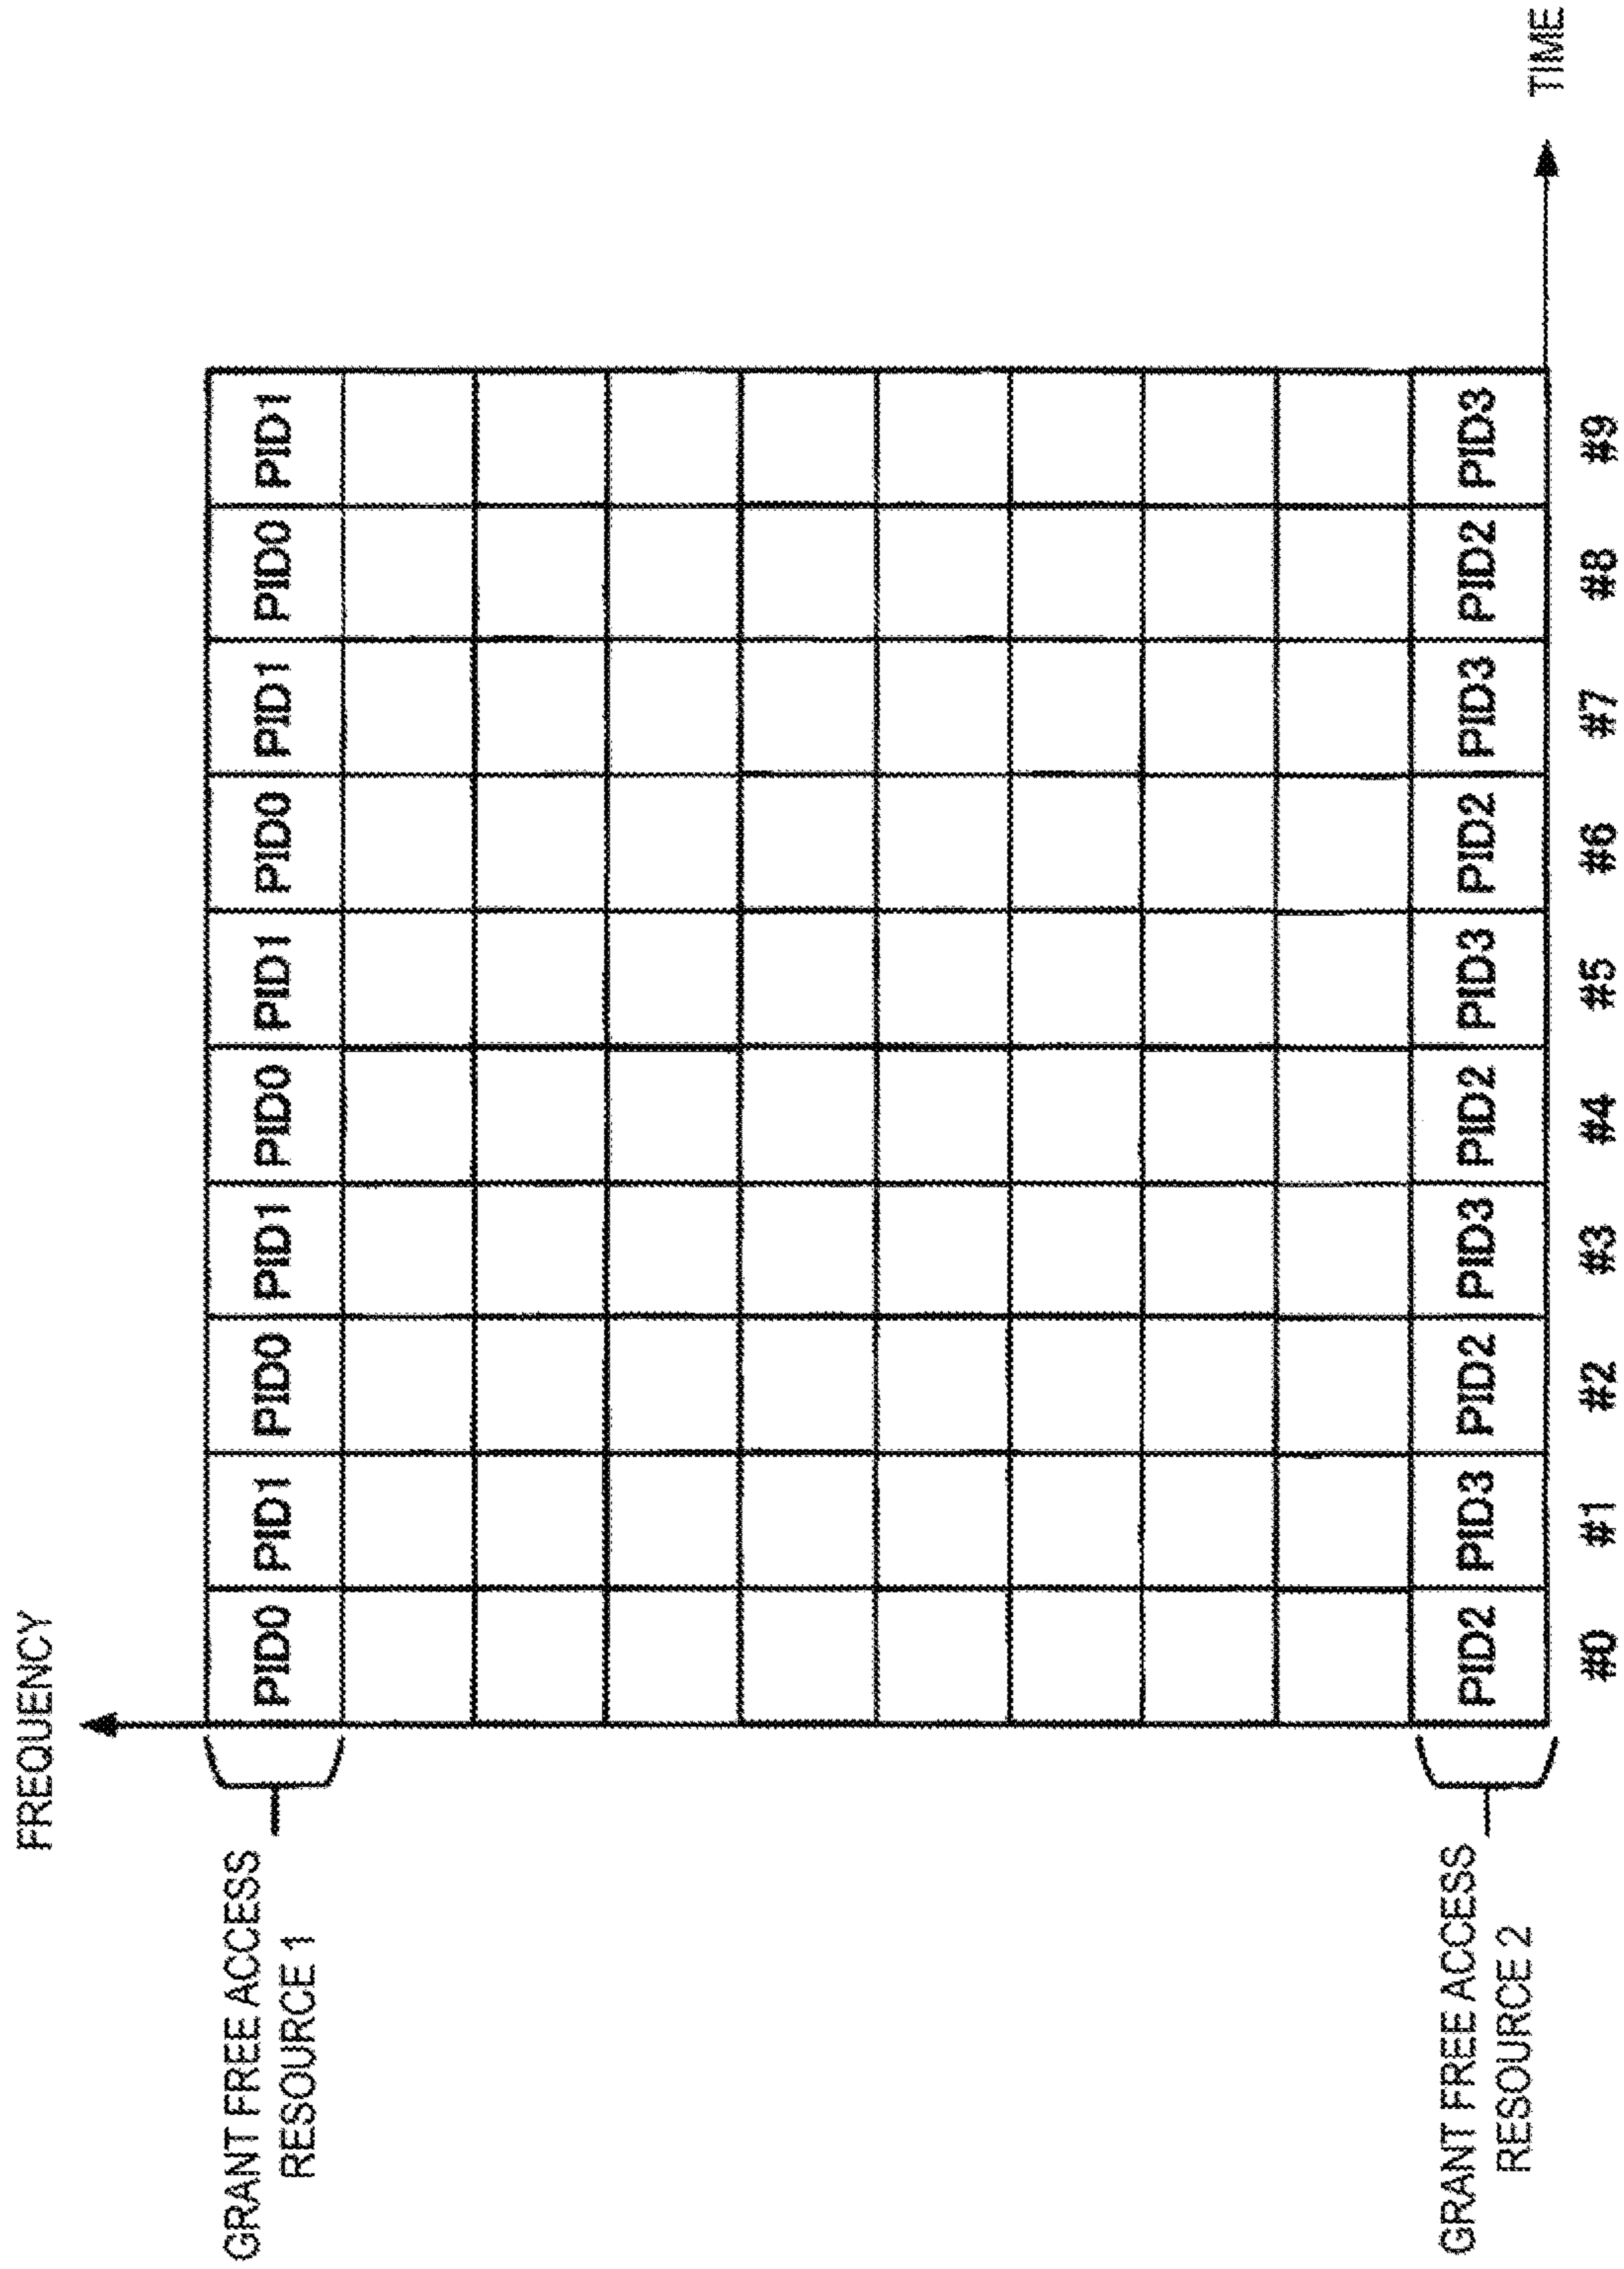 FREQUENCY
GRANT FREE ACCESS
RESOURCE 1
PID0 PID1 PID0 PID1 PID0 PID1 PID0 PID1 PID0 PID1
GRANT FREE ACCESS
RESOURCE 2
PID2 PID3 PID2 PID3 PID2 PID3 PID2 PID3 PID2 PID3
TIME
#0 #1 #2 #3 #4 #5 #6 #7 #8 #9